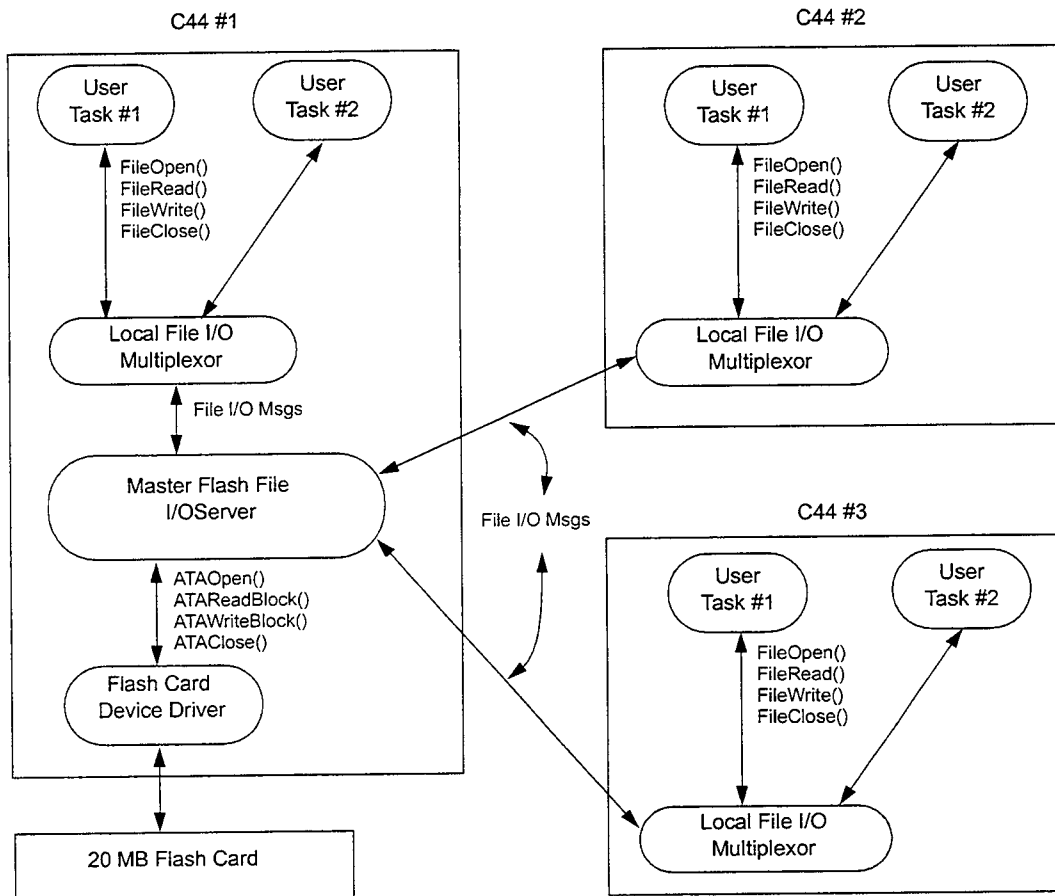 C44 #1
User
Task #1
User
Task #2
FileOpen()
FileRead()
FileWrite()
FileClose()
Local File I/O
Multiplexor
File I/O Msgs
Master Flash File
I/OServer
ATAOpen()
ATAReadBlock()
ATAWriteBlock()
ATAClose()
Flash Card
Device Driver
20 MB Flash Card
C44 #2
User
Task #1
User
Task #2
FileOpen()
FileRead()
FileWrite()
FileClose()
Local File I/O
Multiplexor
File I/O Msgs
C44 #3
User
Task #1
User
Task #2
FileOpen()
FileRead()
FileWrite()
FileClose()
Local File I/O
Multiplexor